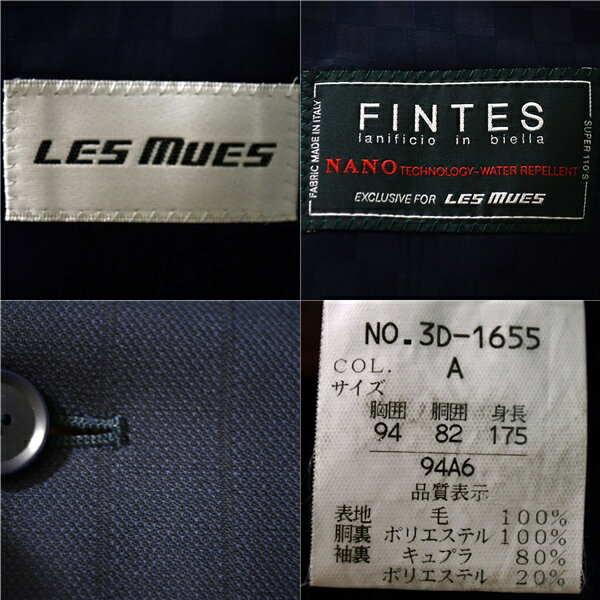 LES MUES
FINTES
lanificio in biella
NANO TECHNOLOGY-WATER REPELLENT
EXCLUSIVE FOR LES MUES
FABRIC MADE IN ITALY
SUPER 110S
NO.3D-1655
COL. A
サイズ
胸囲 胴囲 身長
94 82 175
94A6
品質表示
表地 毛 100%
胴裏 ポリエステル 100%
袖裏 キュプラ 80%
ポリエステル 20%